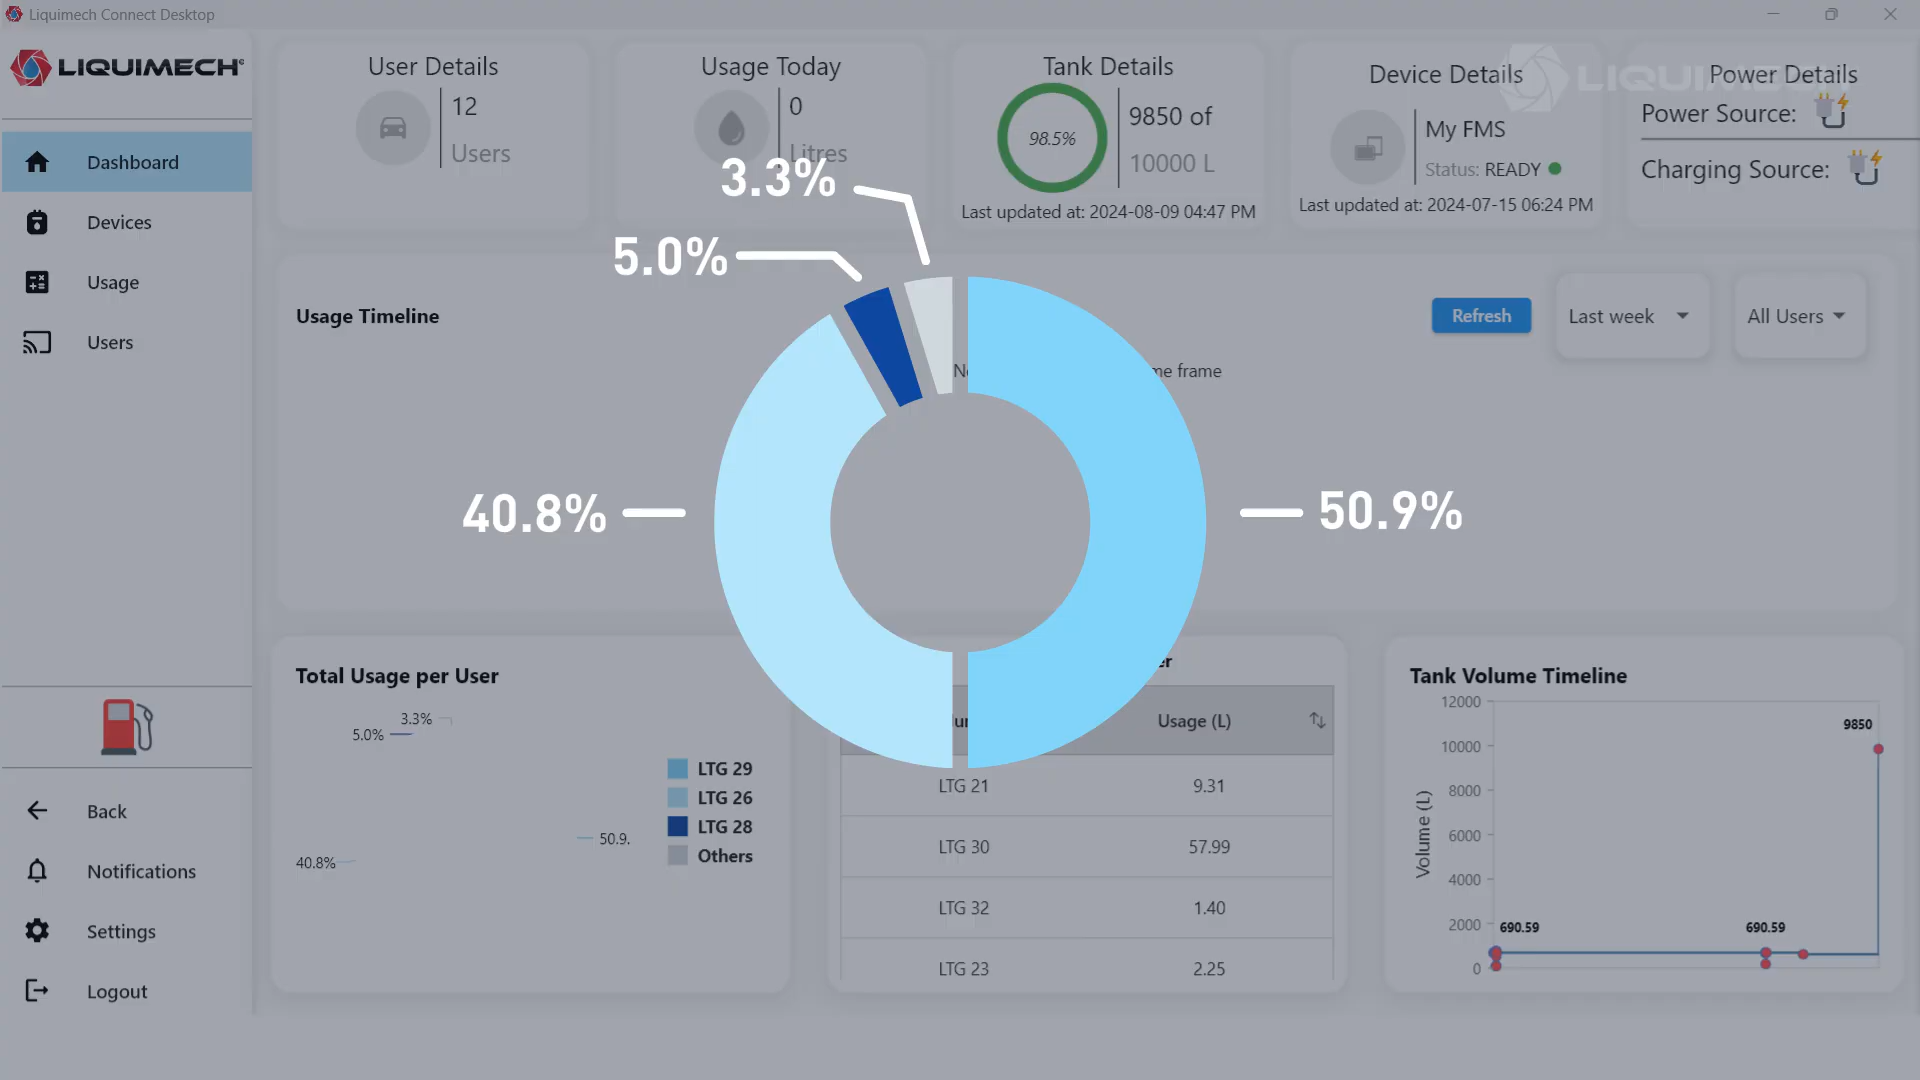 Liquimech Connect Desktop
LIQUIMECH
Dashboard
Devices
Usage
Users
Back
Notifications
Settings
Logout
User Details
12
Users
Usage Today
0
Litres
Tank Details
98.5%
9850 of
10000 L
Last updated at: 2024-08-09 04:47 PM
Device Details
My FMS
Status: READY
Last updated at: 2024-07-15 06:24 PM
LIQUIMECH
Power Details
Power Source:
Charging Source:
3.3%
5.0%
40.8%
50.9%
Usage Timeline
Refresh
Last week
All Users
me frame
Total Usage per User
3.3%
5.0%
50.9.
40.8%
LTG 29
LTG 26
LTG 28
Others
Usage (L)
LTG 21 9.31
LTG 30 57.99
LTG 32 1.40
LTG 23 2.25
Tank Volume Timeline
Volume (L)
12000
10000
8000
6000
4000
2000
0
9850
690.59
690.59